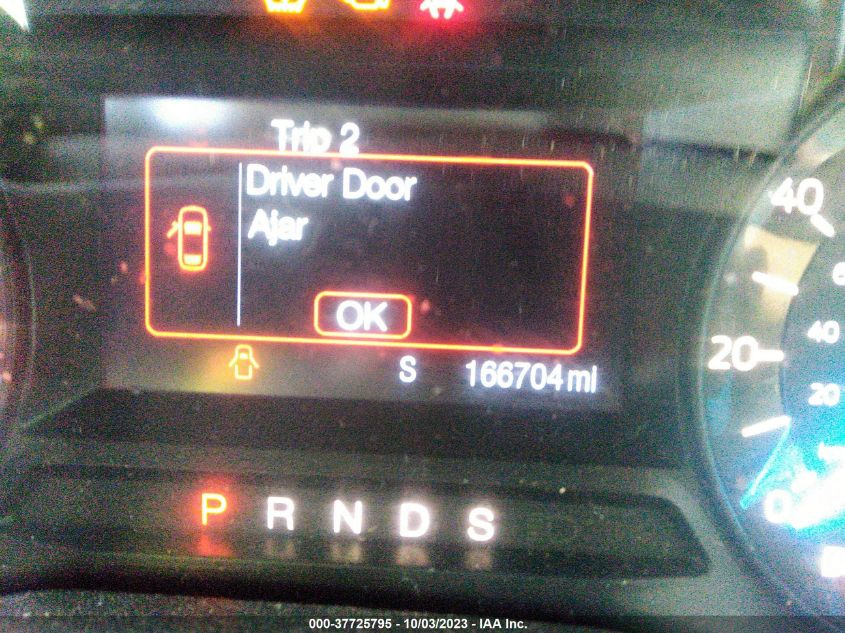 Trip 2
Driver Door
Ajar
OK
S 166704 mi
P R N D S
40
20
0
40
20
000-37725795 - 10/03/2023 - IAA Inc.